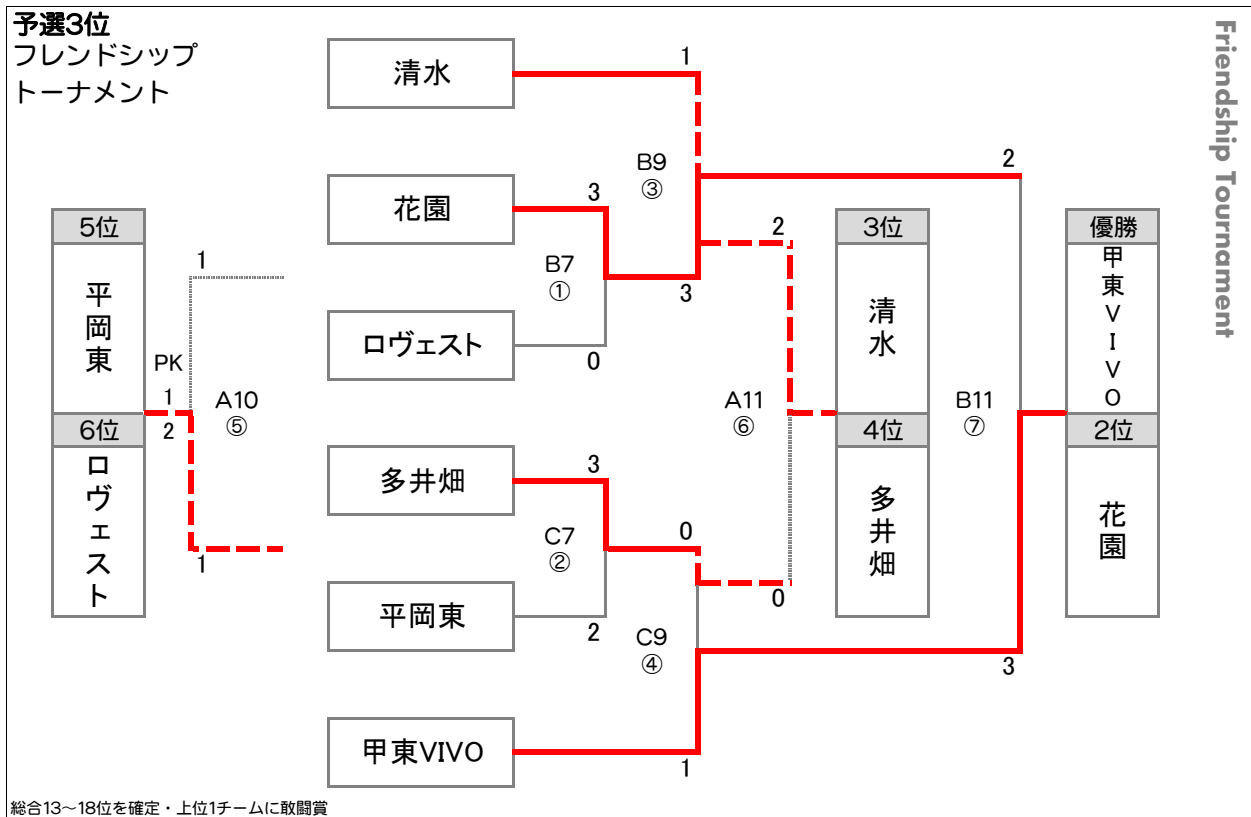 予選3位
フレンドシップ
トーナメント
Friendship Tournament
清水
1
B9
③
2
花園
3
B7
①
3
2
ロヴェスト
0
5位
平岡東
6位
ロヴェスト
PK
1
2
1
A10
⑤
1
多井畑
3
C7
②
0
平岡東
2
C9
④
甲東VIVO
1
A11
⑥
0
3位
清水
4位
多井畑
B11
⑦
3
優勝
甲東VIVO
2位
花園
総合13～18位を確定・上位1チームに敢闘賞